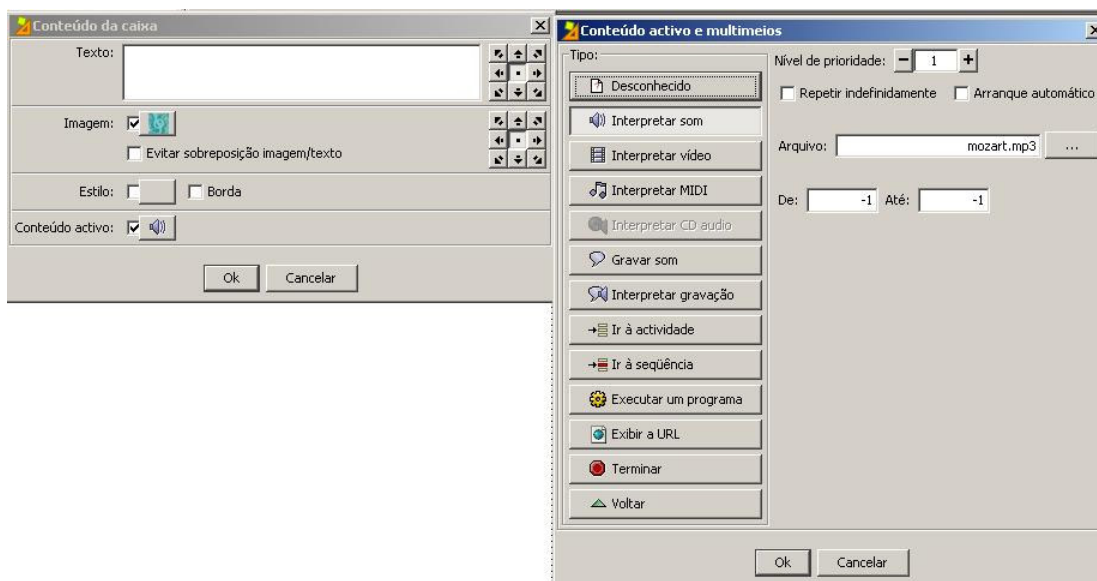 Conteúdo da caixa
Texto:
Imagem:
Evitar sobreposição imagem/texto
Estilo:
Borda
Conteúdo activo:
Ok
Cancelar
Conteúdo activo e multimeios
Tipo:
Desconhecido
Interpretar som
Interpretar vídeo
Interpretar MIDI
Interpretar CD audio
Gravar som
Interpretar gravação
Ir à actividade
Ir à seqüência
Executar um programa
Exibir a URL
Terminar
Voltar
Nível de prioridade: 1
Repetir indefinidamente Arranque automático
Arquivo: mozart.mp3 ...
De: -1 Até: -1
Ok
Cancelar